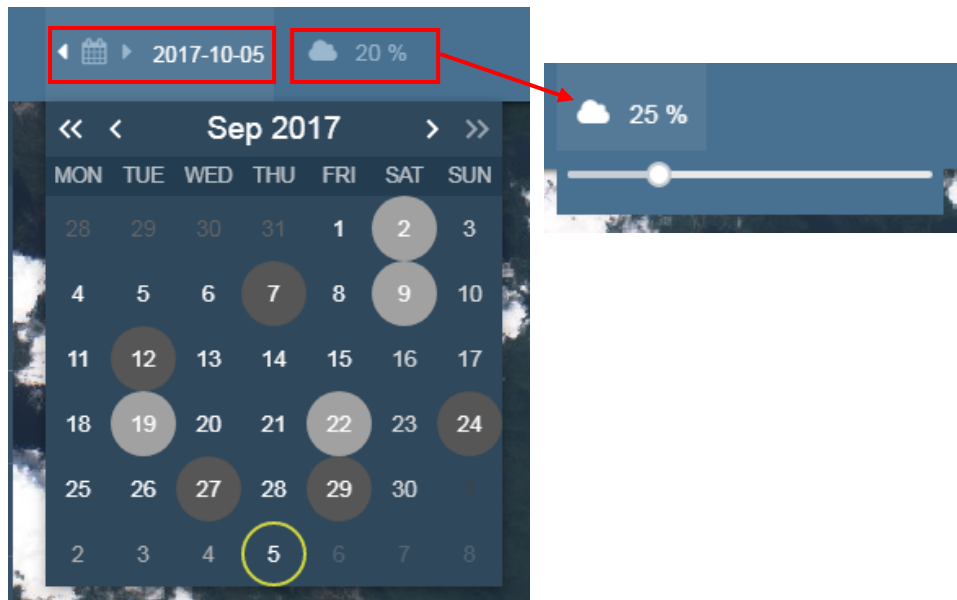 2017-10-05 20 %
25 %
Sep 2017
MON TUE WED THU FRI SAT SUN
28 29 30 31 1 2 3
4 5 6 7 8 9 10
11 12 13 14 15 16 17
18 19 20 21 22 23 24
25 26 27 28 29 30 1
2 3 4 5 6 7 8